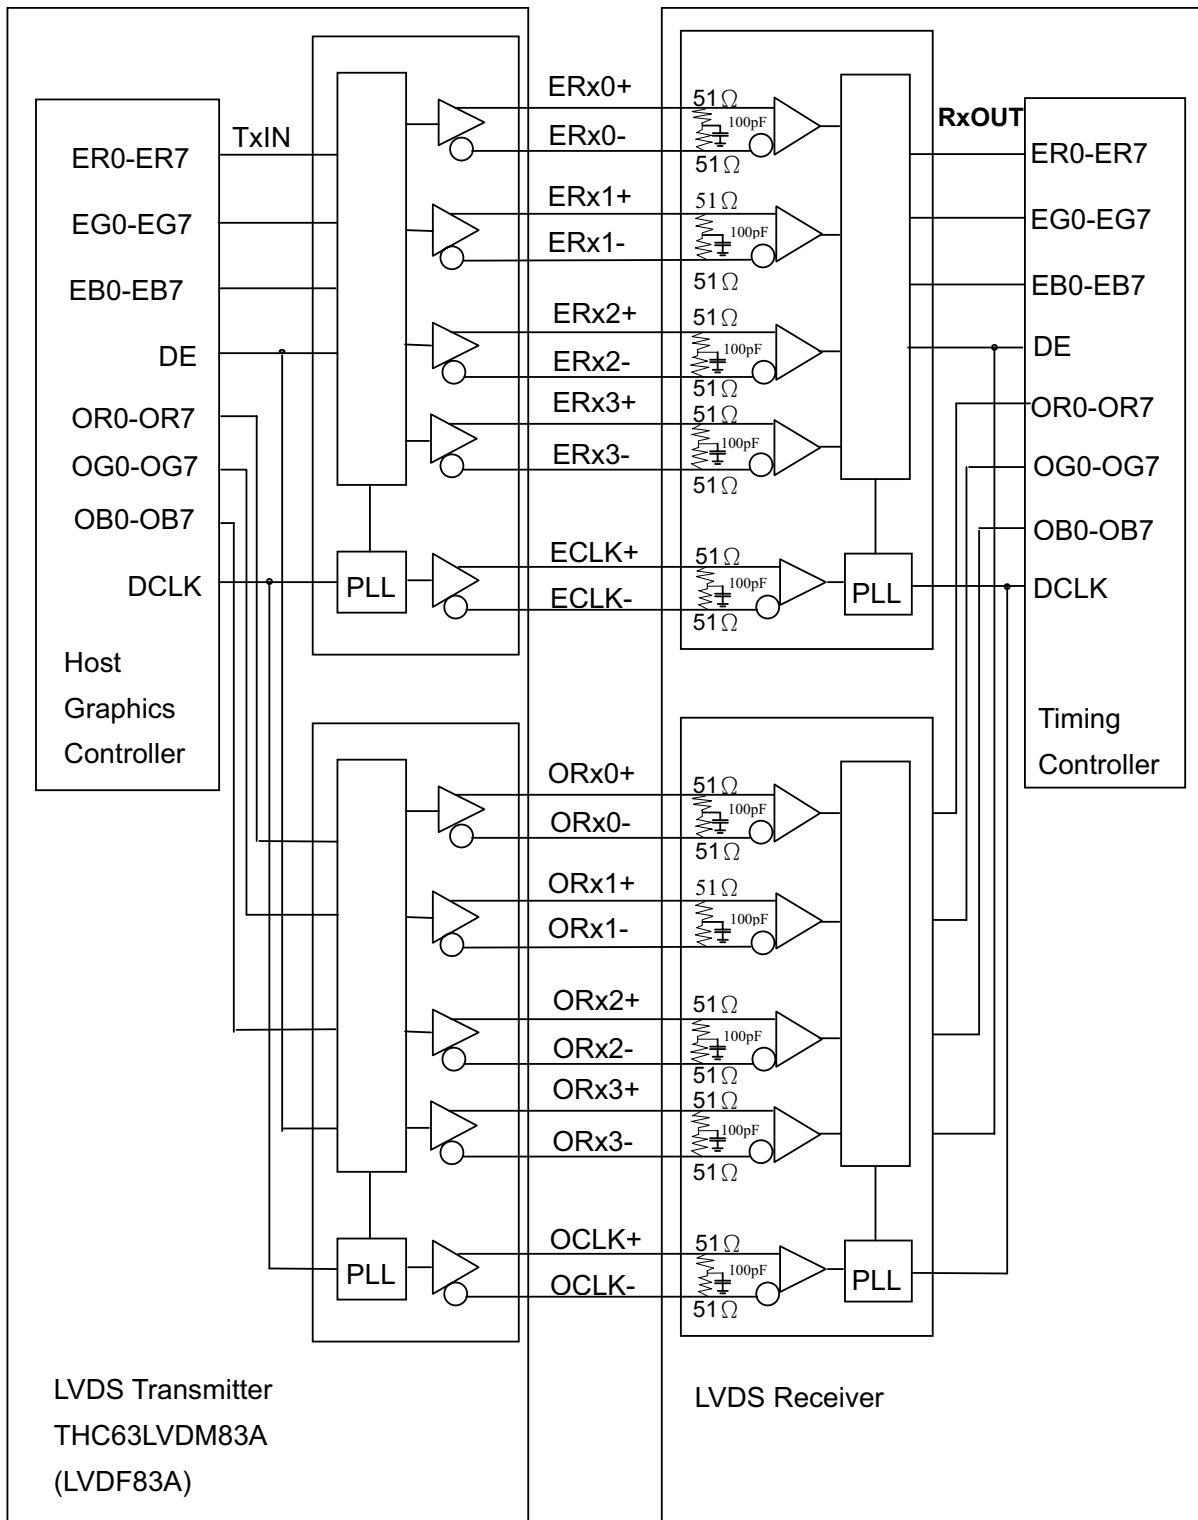 ER0-ER7
EG0-EG7
EB0-EB7
DE
OR0-OR7
OG0-OG7
OB0-OB7
DCLK
Host
Graphics
Controller
TxIN
PLL
ERx0+
ERx0-
ERx1+
ERx1-
ERx2+
ERx2-
ERx3+
ERx3-
ECLK+
ECLK-
51Ω
100pF
51Ω
51Ω
100pF
51Ω
51Ω
100pF
51Ω
51Ω
100pF
51Ω
51Ω
100pF
51Ω
PLL
RxOUT
ER0-ER7
EG0-EG7
EB0-EB7
DE
OR0-OR7
OG0-OG7
OB0-OB7
DCLK
Timing
Controller
PLL
ORx0+
ORx0-
ORx1+
ORx1-
ORx2+
ORx2-
ORx3+
ORx3-
OCLK+
OCLK-
51Ω
100pF
51Ω
51Ω
100pF
51Ω
100pF
51Ω
51Ω
100pF
51Ω
51Ω
100pF
51Ω
PLL
LVDS Transmitter
THC63LVDM83A
(LVDF83A)
LVDS Receiver